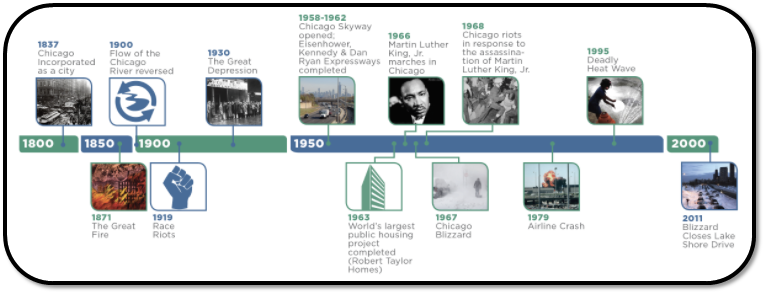 1837
Chicago
Incorporated
as a city
1900
Flow of the
Chicago
River reversed
1930
The Great
Depression
1958-1962
Chicago Skyway
opened;
Eisenhower,
Kennedy & Dan
Ryan Expressways
completed
1966
Martin Luther
King, Jr.
marches in
Chicago
1968
Chicago riots
in response to
the assassina-
tion of Martin
Luther King, Jr.
1995
Deadly
Heat Wave
1800
1850
1900
1950
2000
1871
The Great
Fire
1919
Race
Riots
1963
World's largest
public housing
project
completed
(Robert Taylor
Homes)
1967
Chicago
Blizzard
1979
Airline Crash
2011
Blizzard
Closes Lake
Shore Drive